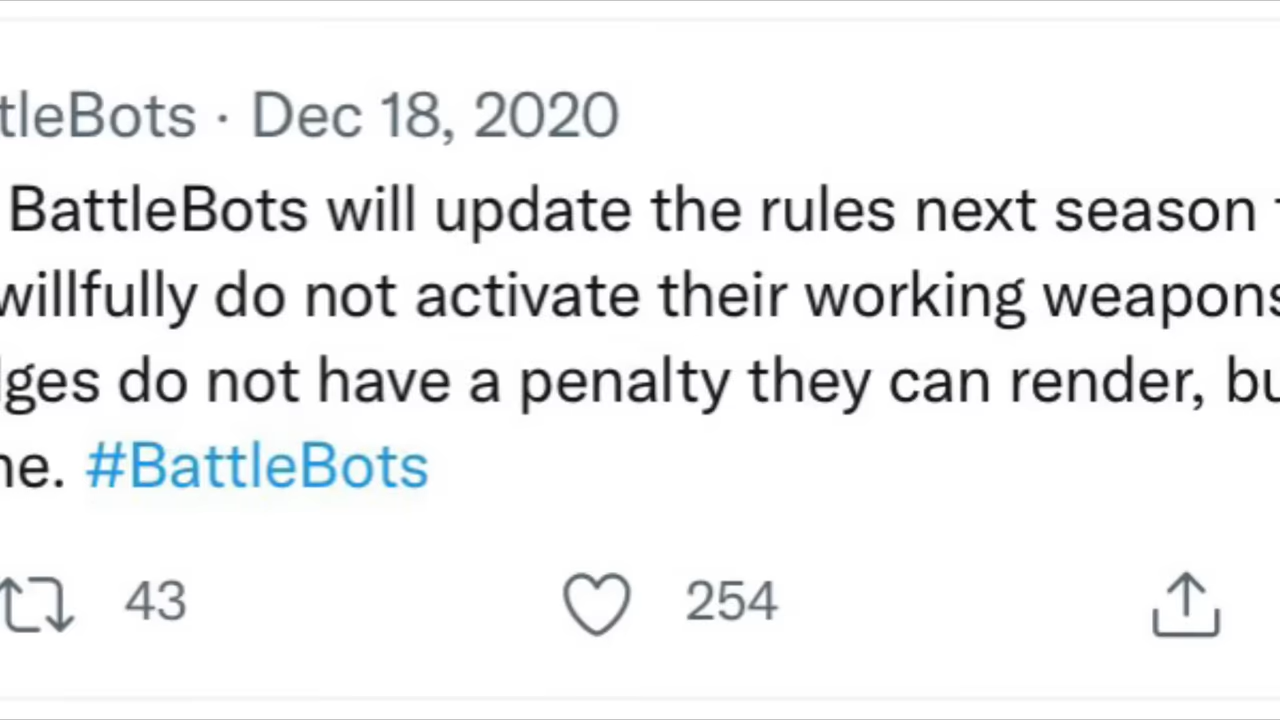 tleBots · Dec 18, 2020
BattleBots will update the rules next season
willfully do not activate their working weapons
dges do not have a penalty they can render, bu
ne. #BattleBots
43 254